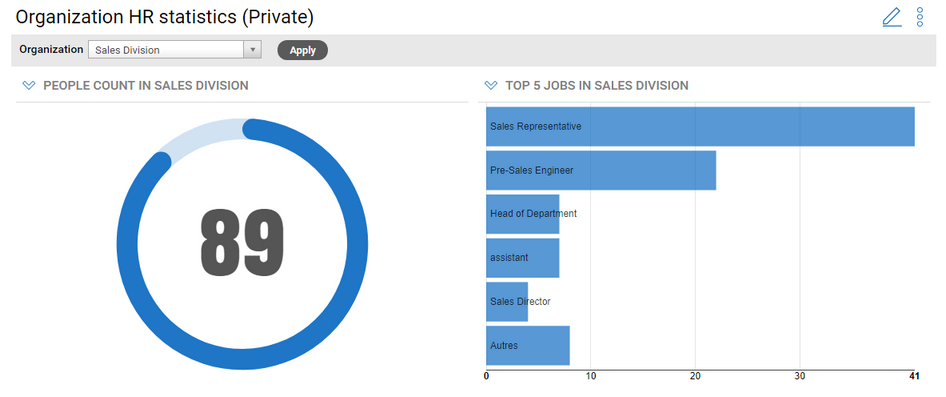 Organization HR statistics (Private)
Organization Sales Division Apply
PEOPLE COUNT IN SALES DIVISION
89
TOP 5 JOBS IN SALES DIVISION
Sales Representative
Pre-Sales Engineer
Head of Department
assistant
Sales Director
Autres
0 10 20 30 41